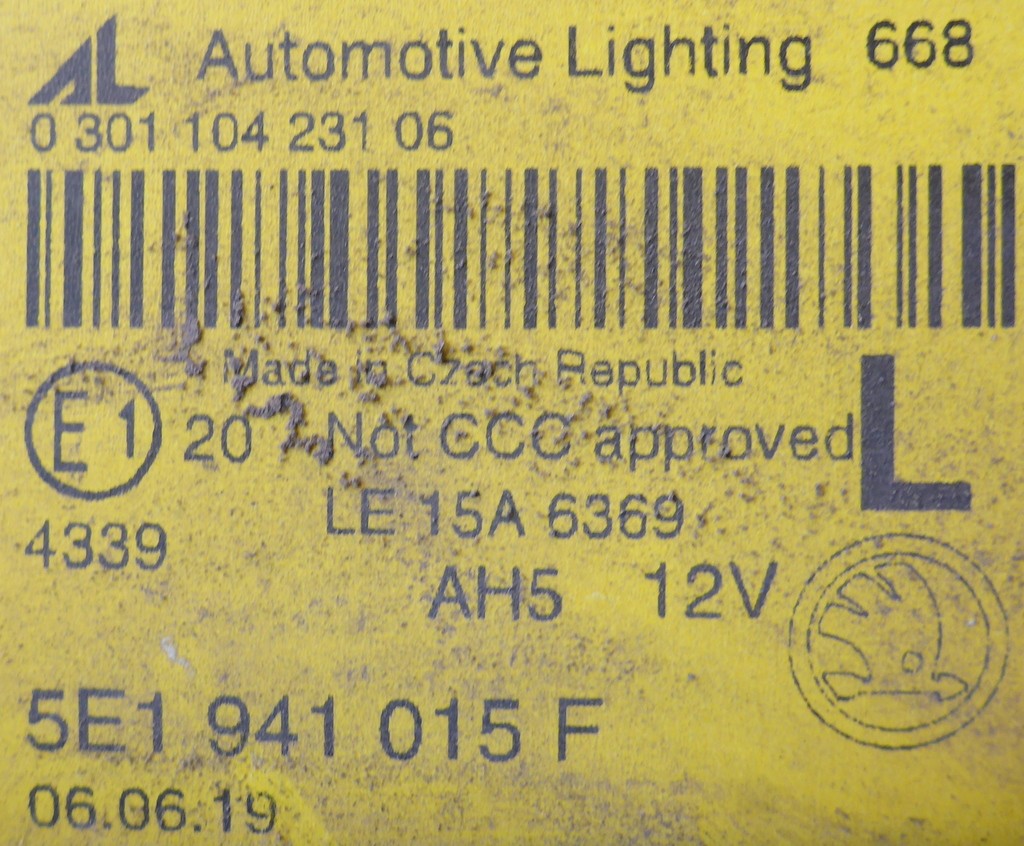 AL Automotive Lighting 668
0 301 104 231 06
Made in Czech Republic
E1 20 Not CCC approved L
4339 LE 15A 6369
AH5 12V
5E1 941 015 F
06.06.19